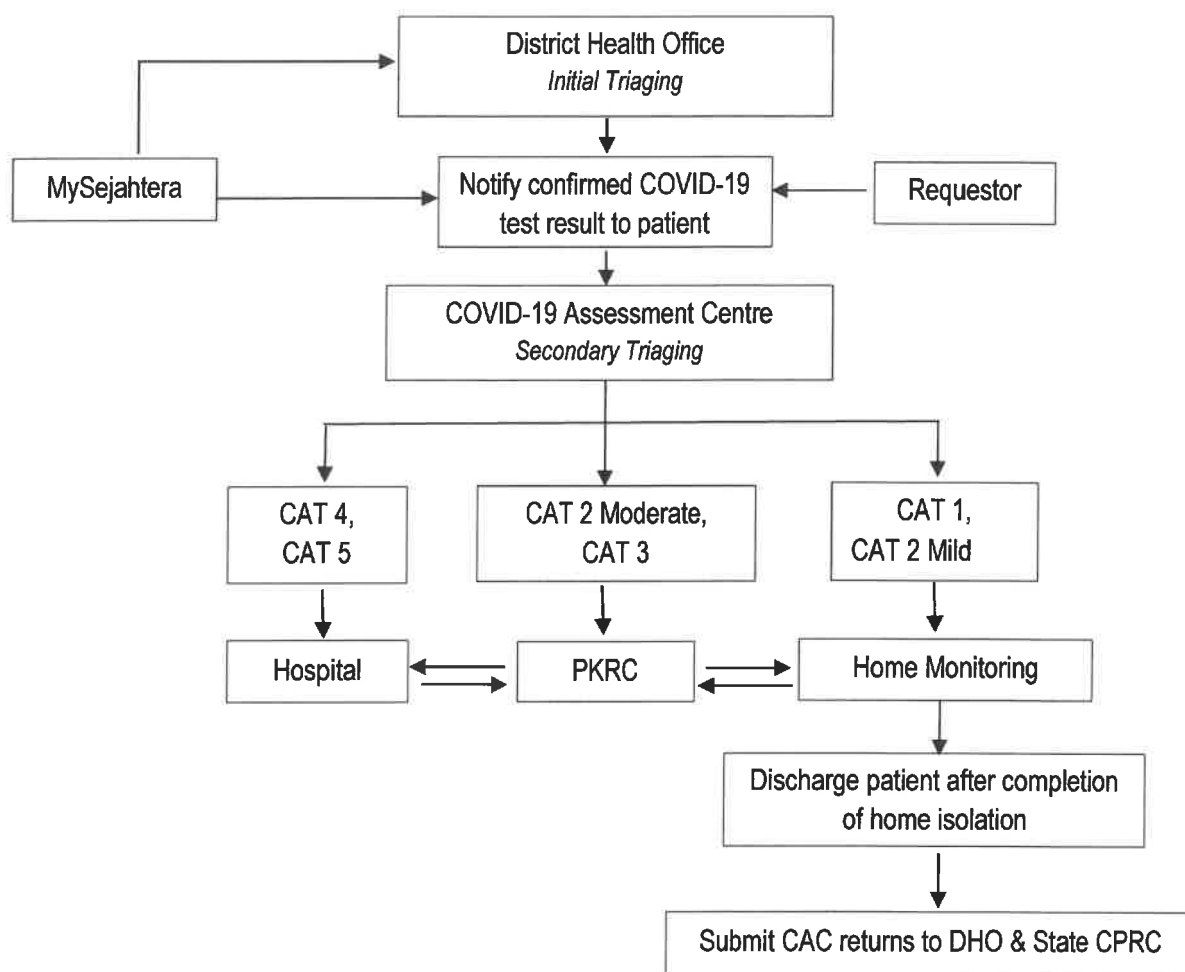 District Health Office
Initial Triaging
MySejahtera
Notify confirmed COVID-19
test result to patient
Requestor
COVID-19 Assessment Centre
Secondary Triaging
CAT 4,
CAT 5
CAT 2 Moderate,
CAT 3
CAT 1,
CAT 2 Mild
Hospital
PKRC
Home Monitoring
Discharge patient after completion
of home isolation
Submit CAC returns to DHO & State CPRC